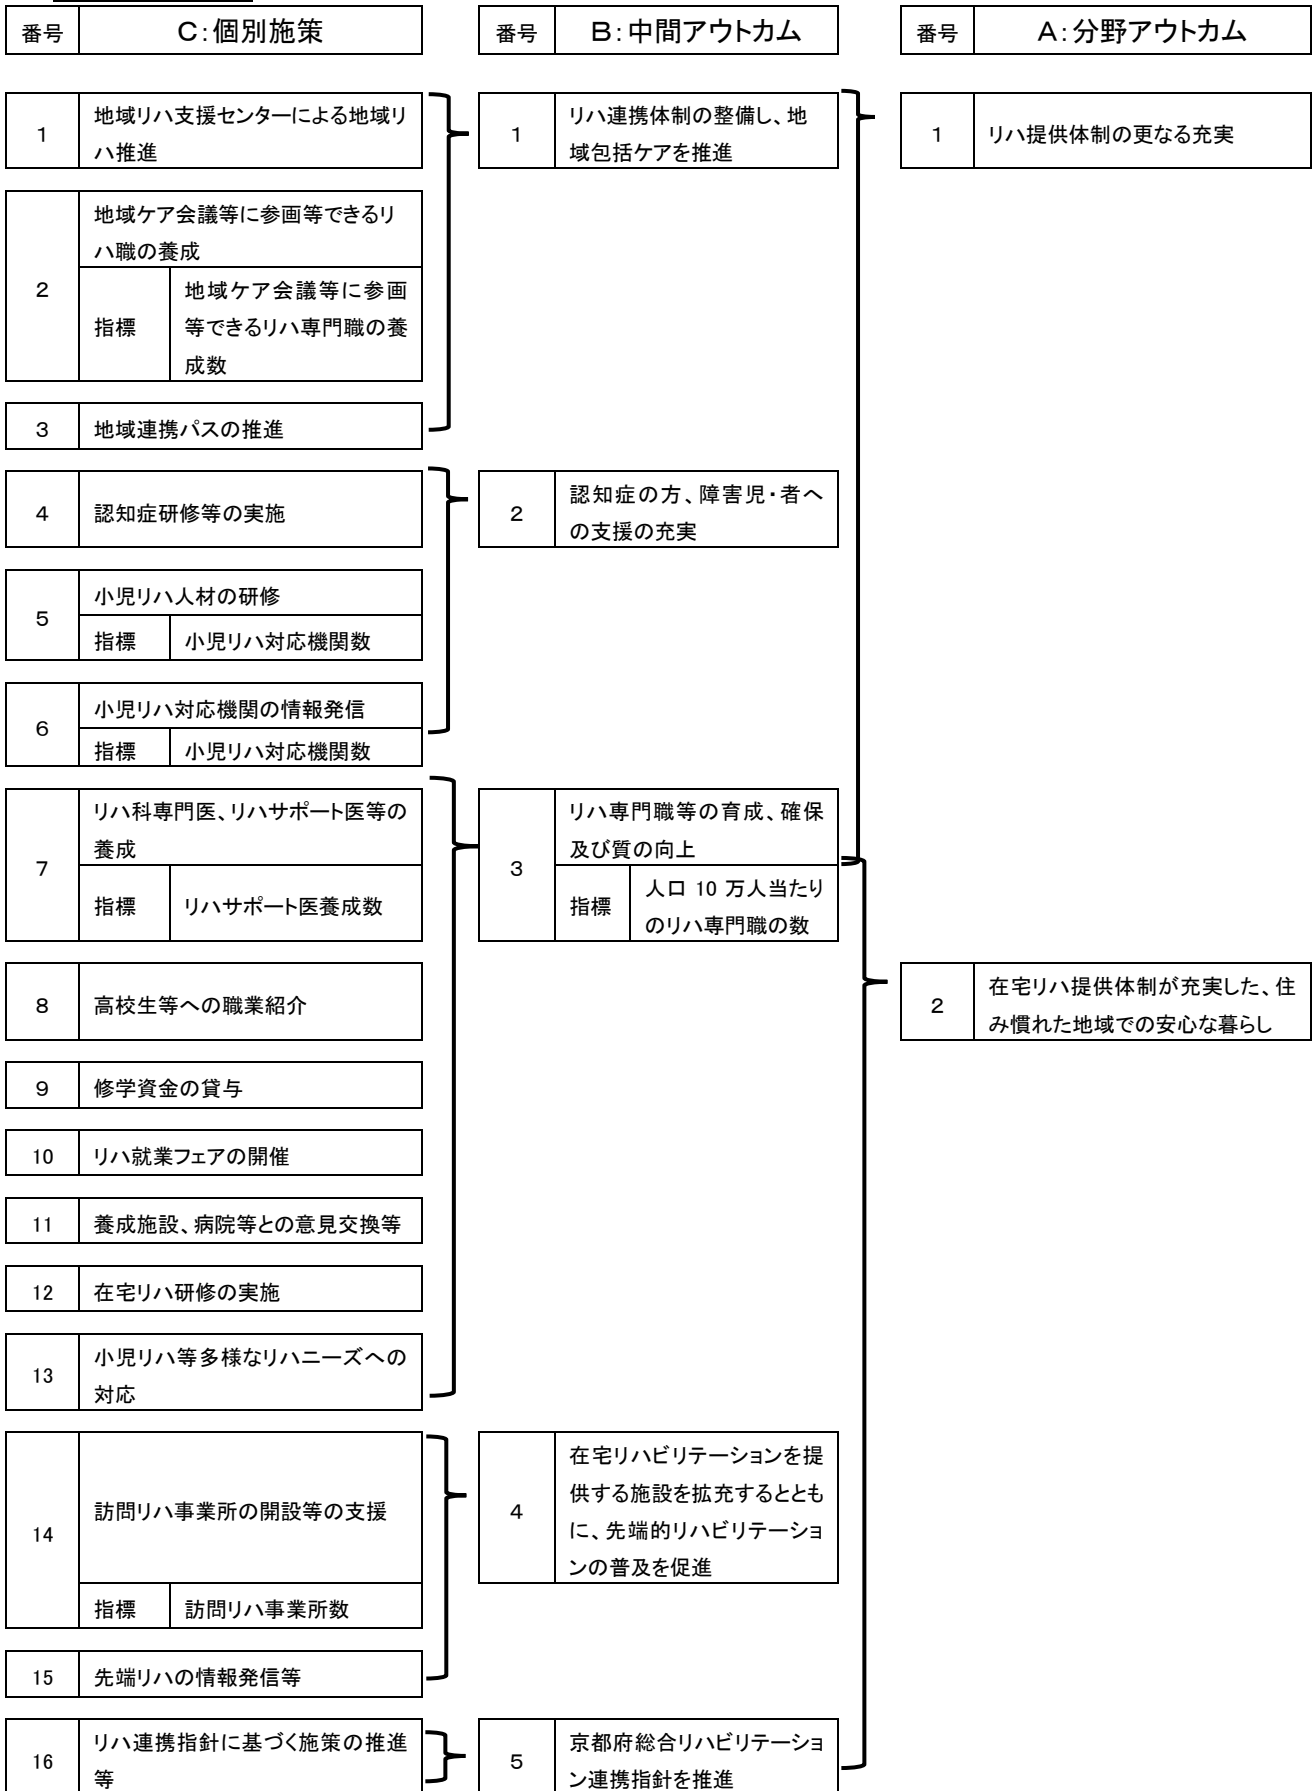 番号
C:個別施策
番号
B:中間アウトカム
番号
A:分野アウトカム
1
地域リハ支援センターによる地域リ
ハ推進
1
リハ連携体制の整備し、地
域包括ケアを推進
1
リハ提供体制の更なる充実
2
地域ケア会議等に参画等できるリ
ハ職の養成
指標
地域ケア会議等に参画
等できるリハ専門職の養
成数
3
地域連携パスの推進
4
認知症研修等の実施
2
認知症の方、障害児・者へ
の支援の充実
5
小児リハ人材の研修
指標
小児リハ対応機関数
6
小児リハ対応機関の情報発信
指標
小児リハ対応機関数
7
リハ科専門医、リハサポート医等の
養成
指標
リハサポート医養成数
3
リハ専門職等の育成、確保
及び質の向上
指標
人口 10 万人当たり
のリハ専門職の数
8
高校生等への職業紹介
2
在宅リハ提供体制が充実した、住
み慣れた地域での安心な暮らし
9
修学資金の貸与
10
リハ就業フェアの開催
11
養成施設、病院等との意見交換等
12
在宅リハ研修の実施
13
小児リハ等多様なリハニーズへの
対応
14
訪問リハ事業所の開設等の支援
指標
訪問リハ事業所数
4
在宅リハビリテーションを提
供する施設を拡充するととも
に、先端的リハビリテーショ
ンの普及を促進
15
先端リハの情報発信等
16
リハ連携指針に基づく施策の推進
等
5
京都府総合リハビリテーショ
ン連携指針を推進